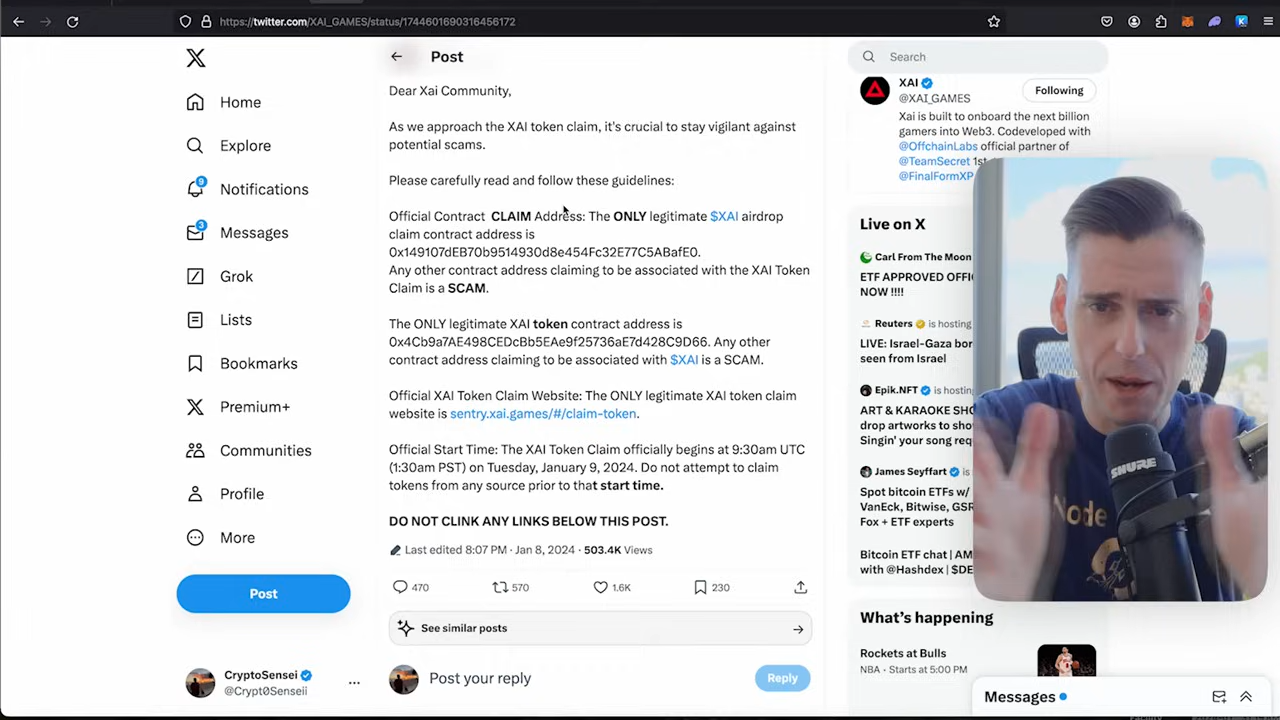 https://twitter.com/XAI_GAMES/status/1744601690316456172
Home
Explore
9
Notifications
3
Messages
Grok
Lists
Bookmarks
Premium+
Communities
Profile
More
Post
CryptoSensei
@Crypt0Senseii
Post
Dear Xai Community,
As we approach the XAI token claim, it's crucial to stay vigilant against
potential scams.
Please carefully read and follow these guidelines:
Official Contract CLAIM Address: The ONLY legitimate $XAI airdrop
claim contract address is
0x149107dEB70b9514930d8e454Fc32E77C5ABafE0.
Any other contract address claiming to be associated with the XAI Token
Claim is a SCAM.
The ONLY legitimate XAI token contract address is
0x4Cb9a7AE498CEDcBb5EAe9f25736aE7d428C9D66. Any other
contract address claiming to be associated with $XAI is a SCAM.
Official XAI Token Claim Website: The ONLY legitimate XAI token claim
website is sentry.xai.games/#/claim-token.
Official Start Time: The XAI Token Claim officially begins at 9:30am UTC
(1:30am PST) on Tuesday, January 9, 2024. Do not attempt to claim
tokens from any source prior to that start time.
DO NOT CLINK ANY LINKS BELOW THIS POST.
Last edited 8:07 PM · Jan 8, 2024 · 503.4K Views
470
570
1.6K
230
See similar posts
Post your reply
Reply
Search
XAI
@XAI_GAMES
Following
Xai is built to onboard the next billion
gamers into Web3. Codeveloped with
@OffchainLabs official partner of
@TeamSecret 1st
@FinalFormXP
Live on X
Carl From The Moon
ETF APPROVED OFFI
NOW !!!!
Reuters is hosting
LIVE: Israel-Gaza bor
seen from Israel
Epik.NFT is hosting
ART & KARAOKE SHO
drop artworks to sho
Singin' your song req
James Seyffart is
Spot bitcoin ETFs w/
VanEck, Bitwise, GSR
Fox + ETF experts
Bitcoin ETF chat | AM
with @Hashdex | $DE
What's happening
Rockets at Bulls
NBA · Starts at 5:00 PM
Messages
SHURE
Node